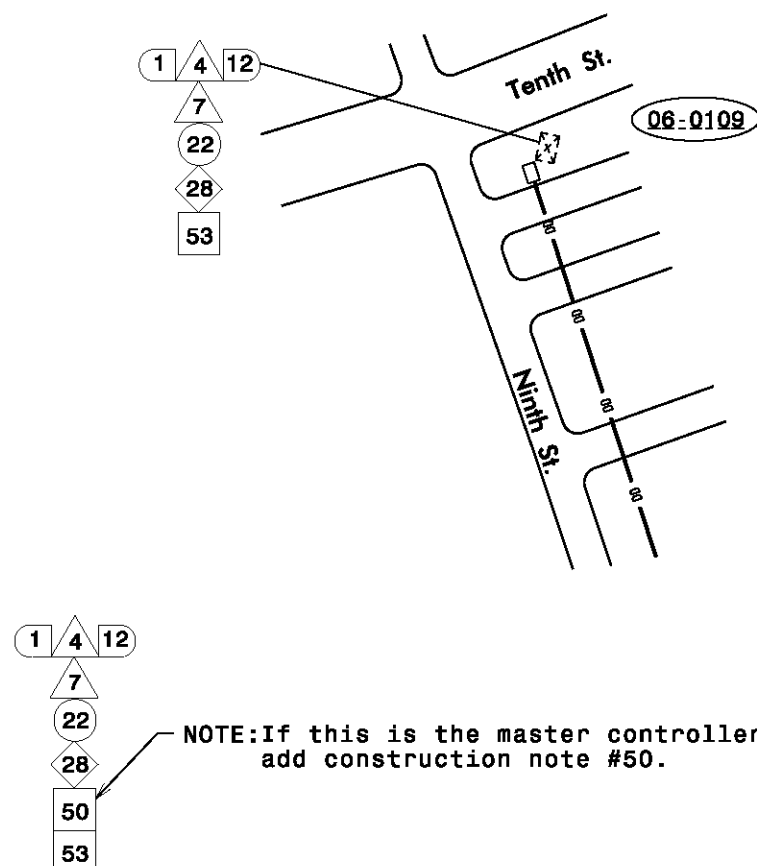 1 4 12
7
22
28
53
Tenth St.
06-0109
Ninth St.
1 4 12
7
22
28
50
53
NOTE:If this is the master controller
add construction note #50.